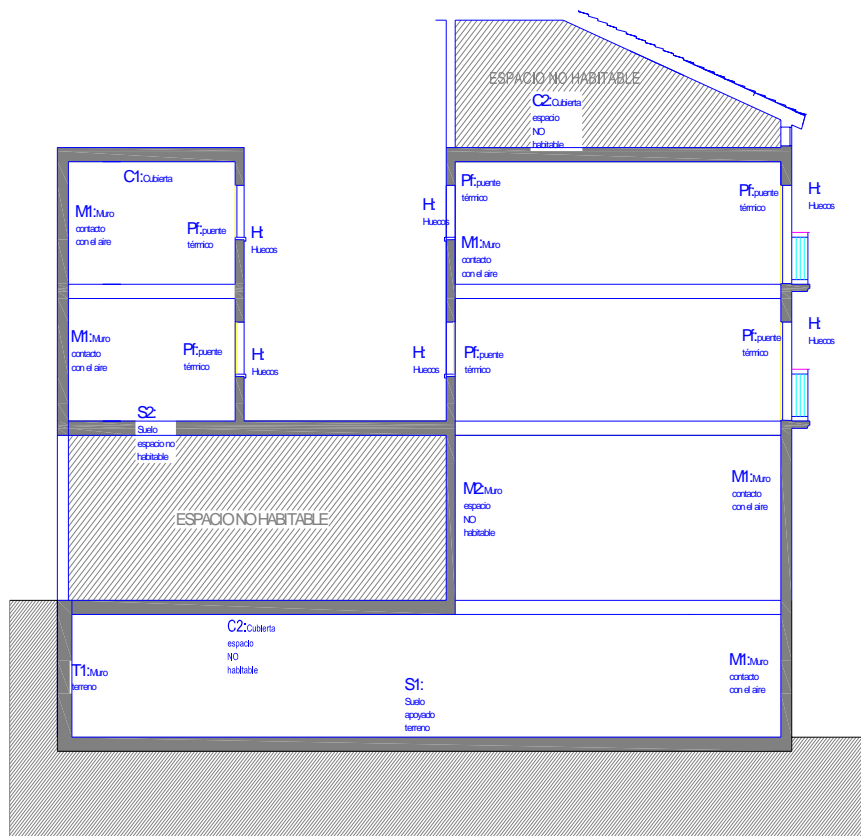 ESPACIO NO HABITABLE
C2:Cubierta
espacio
NO
habitable
C1:Cubierta
M1:Muro
contacto
con el aire
Pf:puente
térmico
H:
Huecos
H:
Huecos
Pf:puente
térmico
M1:Muro
contacto
con el aire
Pf:puente
térmico
H:
Huecos
M1:Muro
contacto
con el aire
Pf:puente
térmico
H:
Huecos
H:
Huecos
Pf:puente
térmico
Pf:puente
térmico
H:
Huecos
S2:
Suelo
espacio no
habitable
ESPACIO NO HABITABLE
M2:Muro
espacio
NO
habitable
M1:Muro
contacto
con el aire
C2:Cubierta
espacio
NO
habitable
T1:Muro
terreno
S1:
Suelo
apoyado
terreno
M1:Muro
contacto
con el aire